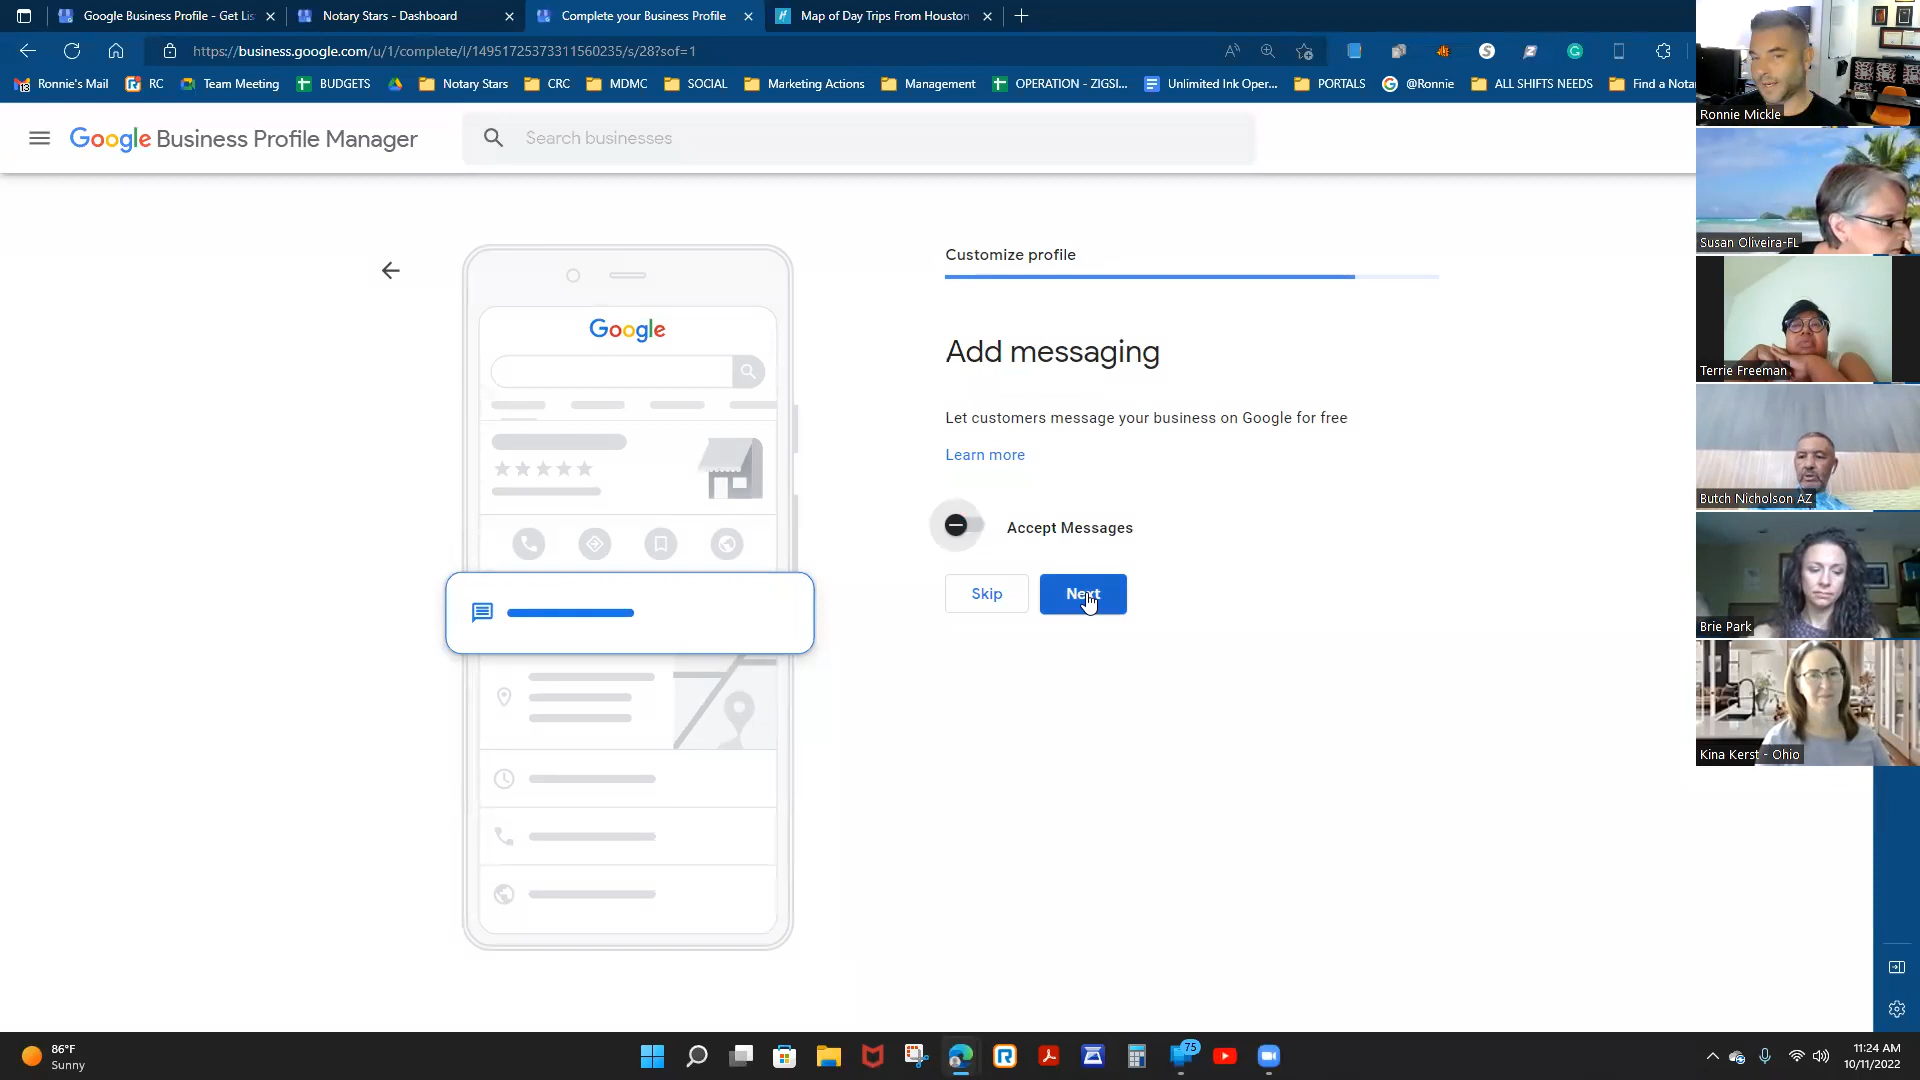 Google Business Profile - Get Lis
Notary Stars - Dashboard
Complete your Business Profile
Map of Day Trips From Houston
https://business.google.com/u/1/complete/l/14951725373311560235/s/28?sof=1
Ronnie's Mail
RC
Team Meeting
BUDGETS
Notary Stars
CRC
MDMC
SOCIAL
Marketing Actions
Management
OPERATION - ZIGSI...
Unlimited Ink Oper...
PORTALS
@Ronnie
ALL SHIFTS NEEDS
Find a Nota
Google Business Profile Manager
Search businesses
Ronnie Mickle
Susan Oliveira-FL
Terrie Freeman
Butch Nicholson AZ
Brie Park
Kina Kerst - Ohio
Google
Customize profile
Add messaging
Let customers message your business on Google for free
Learn more
Accept Messages
Skip
Next
86°F
Sunny
75
11:24 AM
10/11/2022